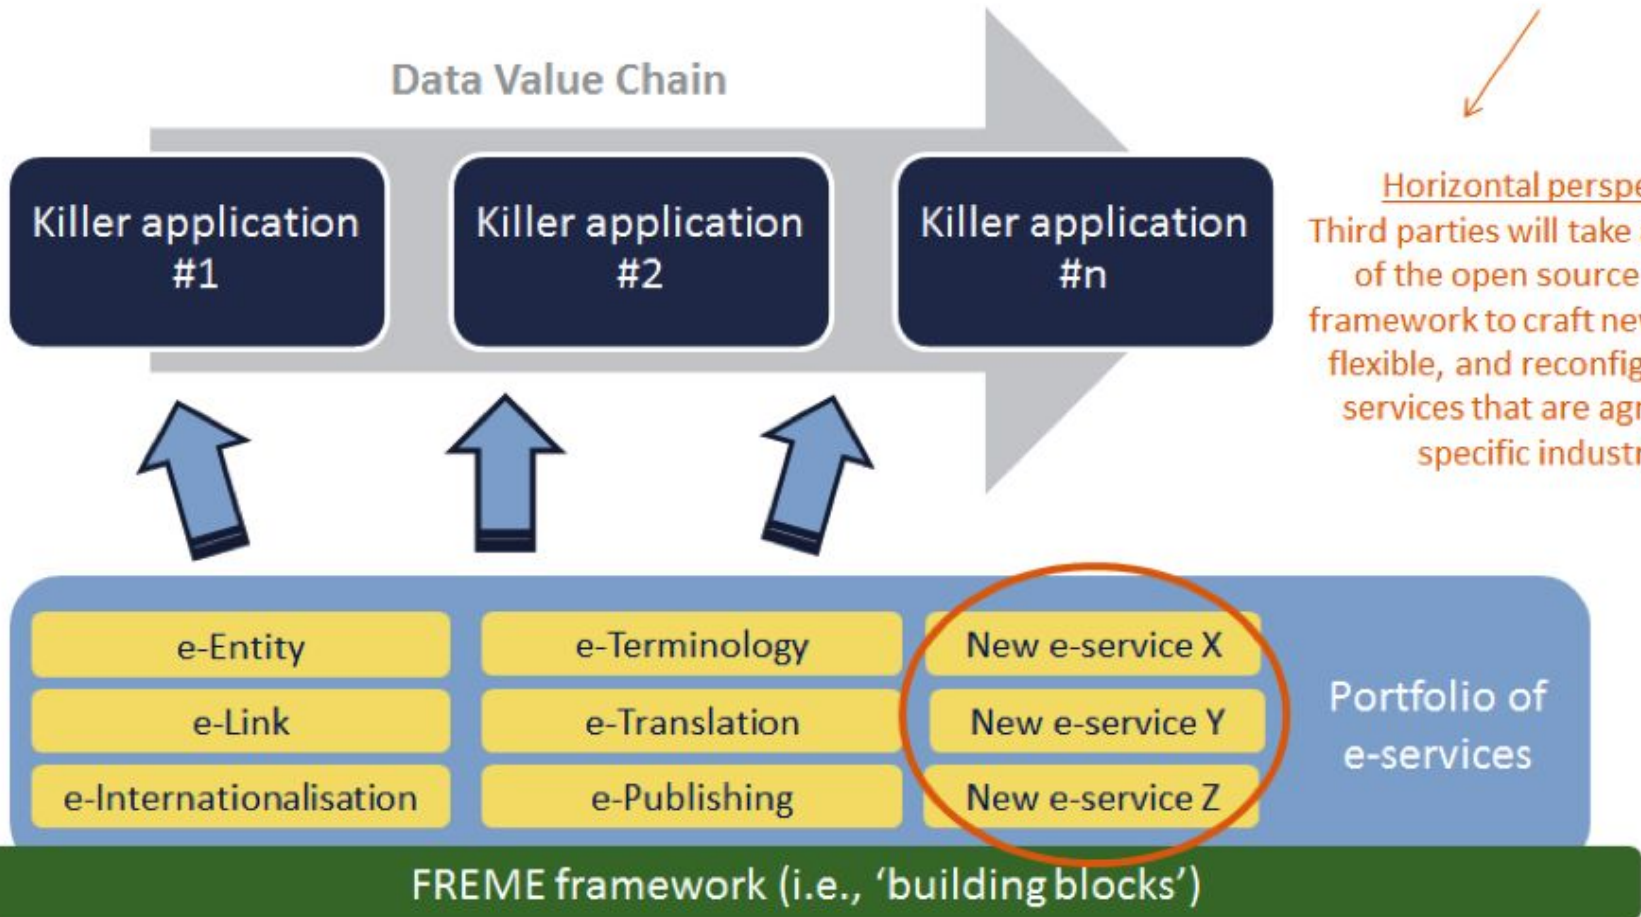 Data Value Chain
Killer application
#1
Killer application
#2
Killer application
#n
Horizontal
Third parties will take
of the open source
framework to craft
flexible, and
services that are
specific
e-Entity
e-Link
e-Internationalisation
e-Terminology
e-Translation
e-Publishing
New e-service X
New e-service Y
New e-service Z
Portfolio of
e-services
FREME framework (i.e., ‘building blocks’)